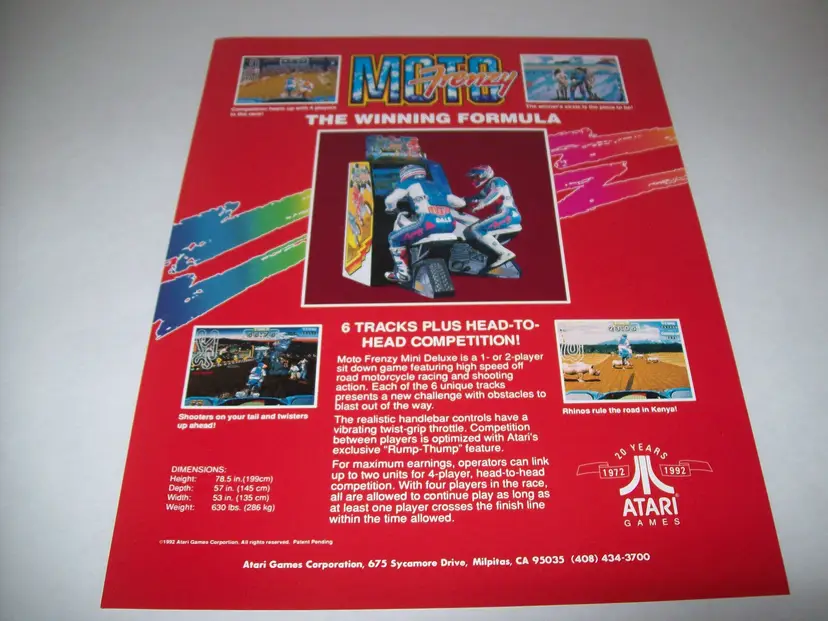 MOTO Frenzy
Competition heats up with 4 players
in the race!
The winner's circle is the place to be!
THE WINNING FORMULA
DALE
6 TRACKS PLUS HEAD-TO-
HEAD COMPETITION!
Moto Frenzy Mini Deluxe is a 1- or 2-player
sit down game featuring high speed off
road motorcycle racing and shooting
action. Each of the 6 unique tracks
presents a new challenge with obstacles to
blast out of the way.
The realistic handlebar controls have a
vibrating twist-grip throttle. Competition
between players is optimized with Atari's
exclusive "Rump-Thump" feature.
For maximum earnings, operators can link
up to two units for 4-player, head-to-head
competition. With four players in the race,
all are allowed to continue play as long as
at least one player crosses the finish line
within the time allowed.
Shooters on your tail and twisters
up ahead!
Rhinos rule the road in Kenya!
DIMENSIONS:
Height: 78.5 in.(199cm)
Depth: 57 in. (145 cm)
Width: 53 in. (135 cm)
Weight: 630 lbs. (286 kg)
20 YEARS
1972 1992
ATARI
GAMES
©1992 Atari Games Corportion. All rights reserved. Patent Pending
Atari Games Corporation, 675 Sycamore Drive, Milpitas, CA 95035 (408) 434-3700